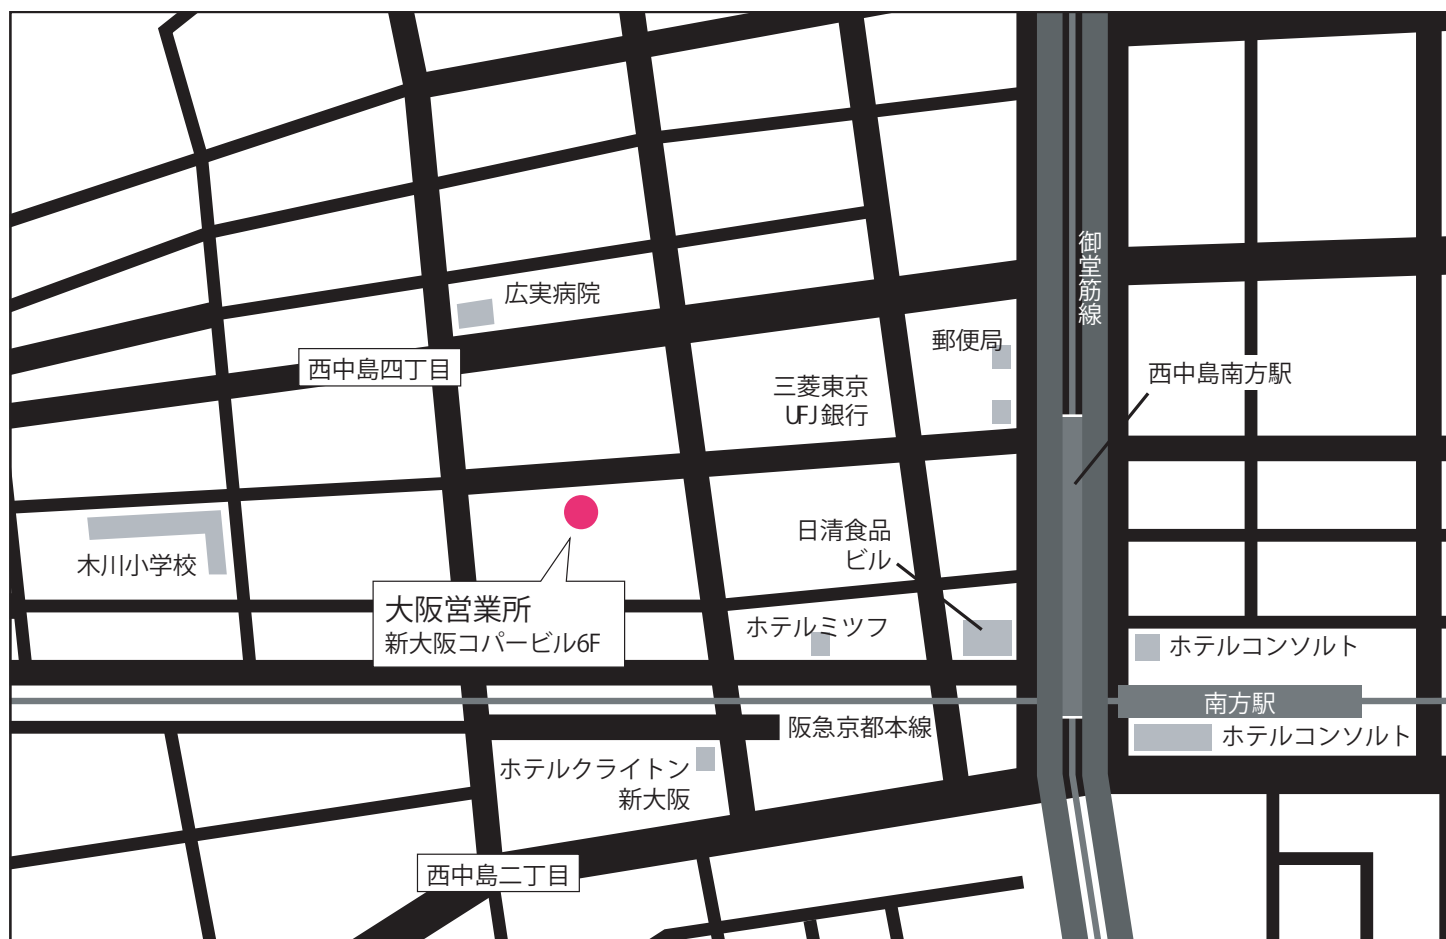 御堂筋線
広実病院
郵便局
西中島四丁目
西中島南方駅
三菱東京
UFJ銀行
日清食品
ビル
木川小学校
大阪営業所
新大阪コパービル6F
ホテルミツフ
ホテルコンソルト
南方駅
阪急京都本線
ホテルコンソルト
ホテルクライトン
新大阪
西中島二丁目